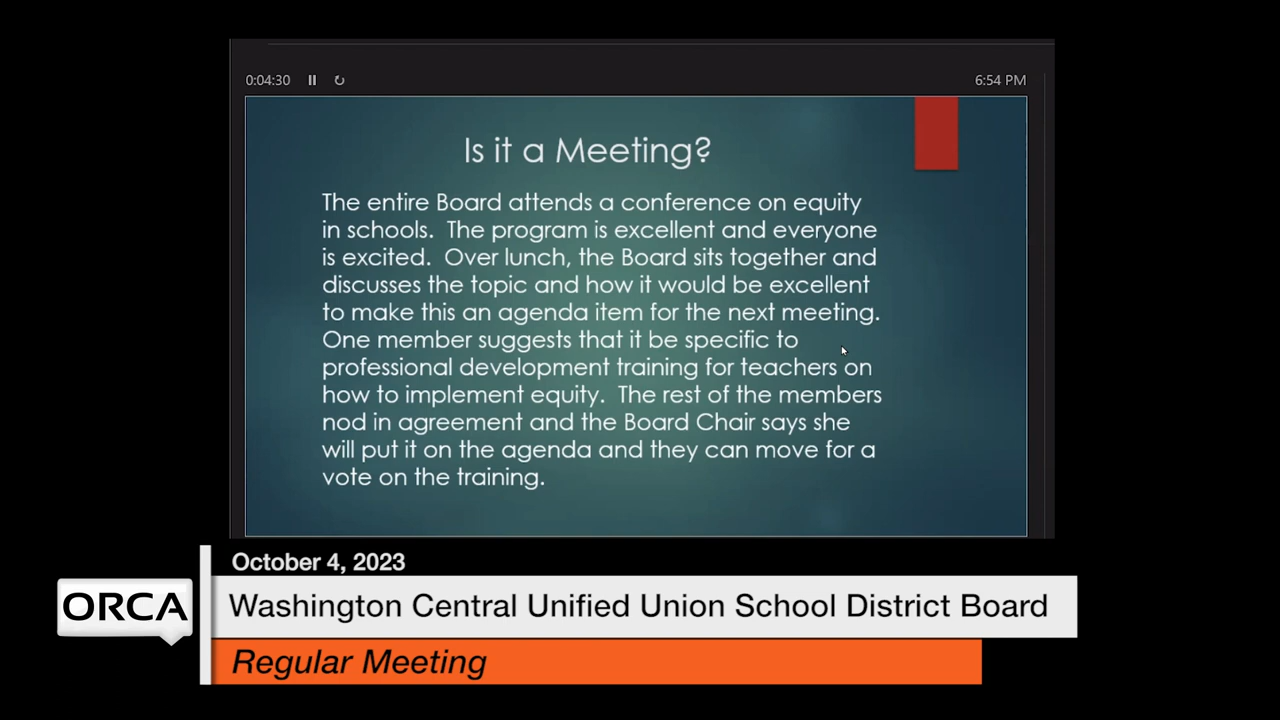 0:04:30
6:54 PM
Is it a Meeting?
The entire Board attends a conference on equity
in schools.  The program is excellent and everyone
is excited.  Over lunch, the Board sits together and
discusses the topic and how it would be excellent
to make this an agenda item for the next meeting.
One member suggests that it be specific to
professional development training for teachers on
how to implement equity.  The rest of the members
nod in agreement and the Board Chair says she
will put it on the agenda and they can move for a
vote on the training.
October 4, 2023
ORCA
Washington Central Unified Union School District Board
Regular Meeting